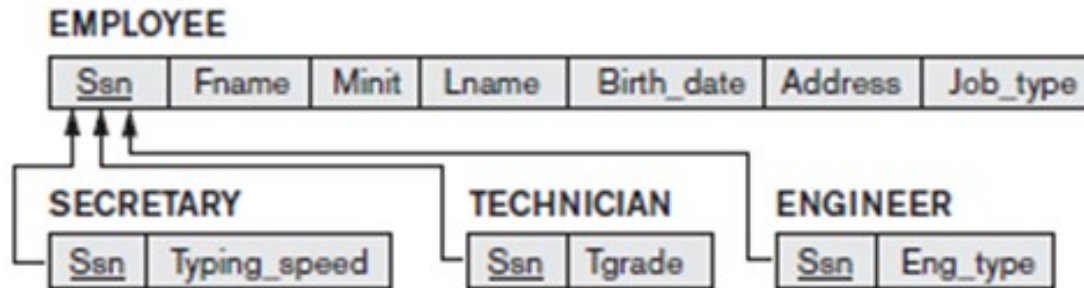 EMPLOYEE
Ssn Fname Minit Lname Birth_date Address Job_type
SECRETARY TECHNICIAN ENGINEER
Ssn Typing_speed Ssn Tgrade Ssn Eng_type